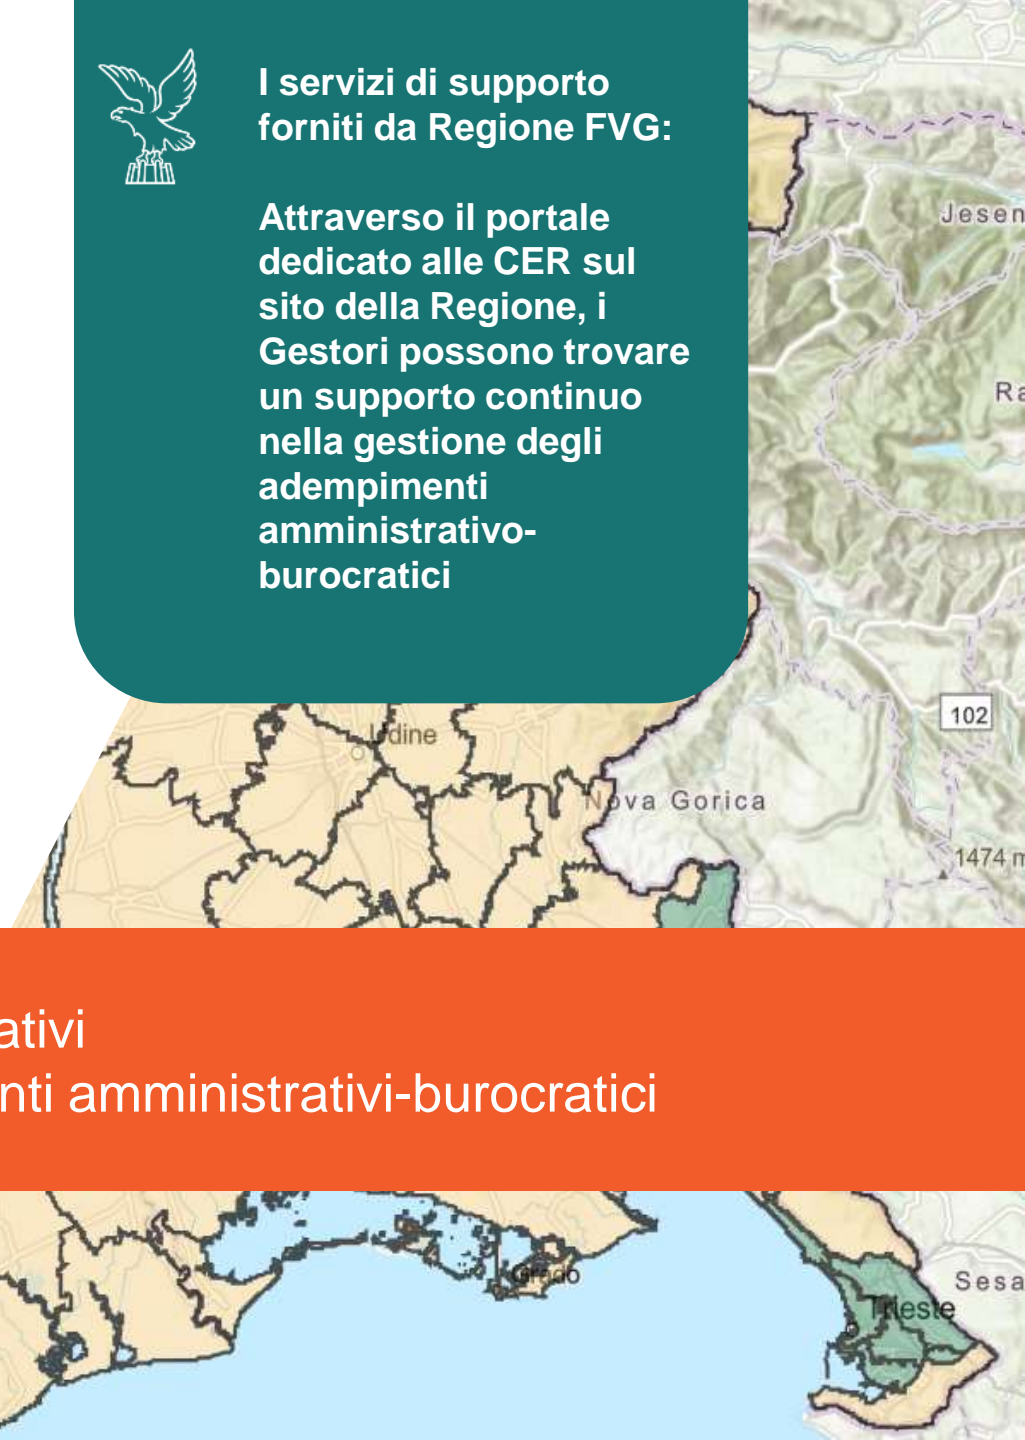 I servizi di supporto
forniti da Regione FVG:
Attraverso il portale
dedicato alle CER sul
sito della Regione, i
Gestori possono trovare
un supporto continuo
nella gestione degli
adempimenti
amministrativo-
burocratici
Jesen
Ra
102
Udine
Nova Gorica
1474 m
ativi
nti amministrativi-burocratici
Grado
Sesa
Trieste